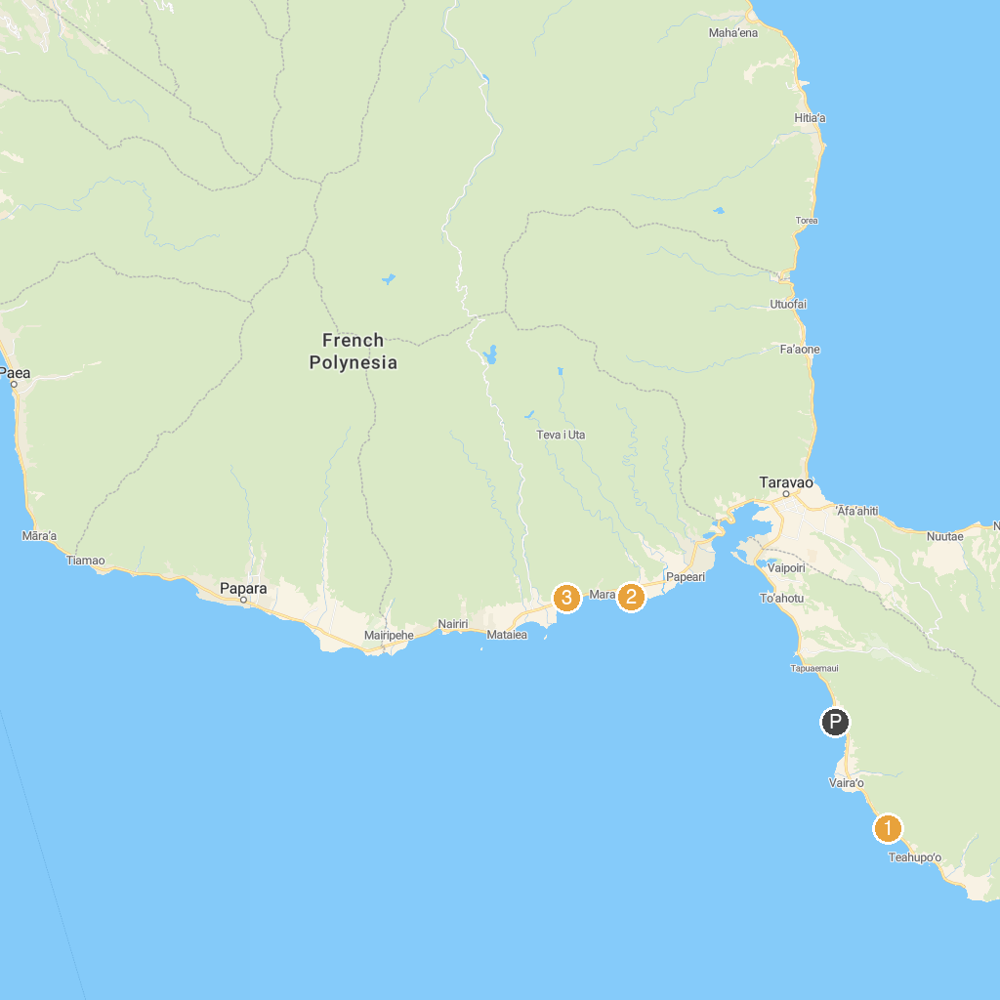 Maha'ena
Hitia'a
Torea
Utuofai
French
Polynesia
Fa'aone
Paea
Teva i Uta
Taravao
'Āfa'ahiti
N
Nuutae
Māra'a
Tiamao
Vaipoiri
Papeari
Papara
3
Mara
2
To'ahotu
Nairiri
Mairipehe
Mataiea
Tapuaemaui
P
Vaira'o
1
Teahupo'o